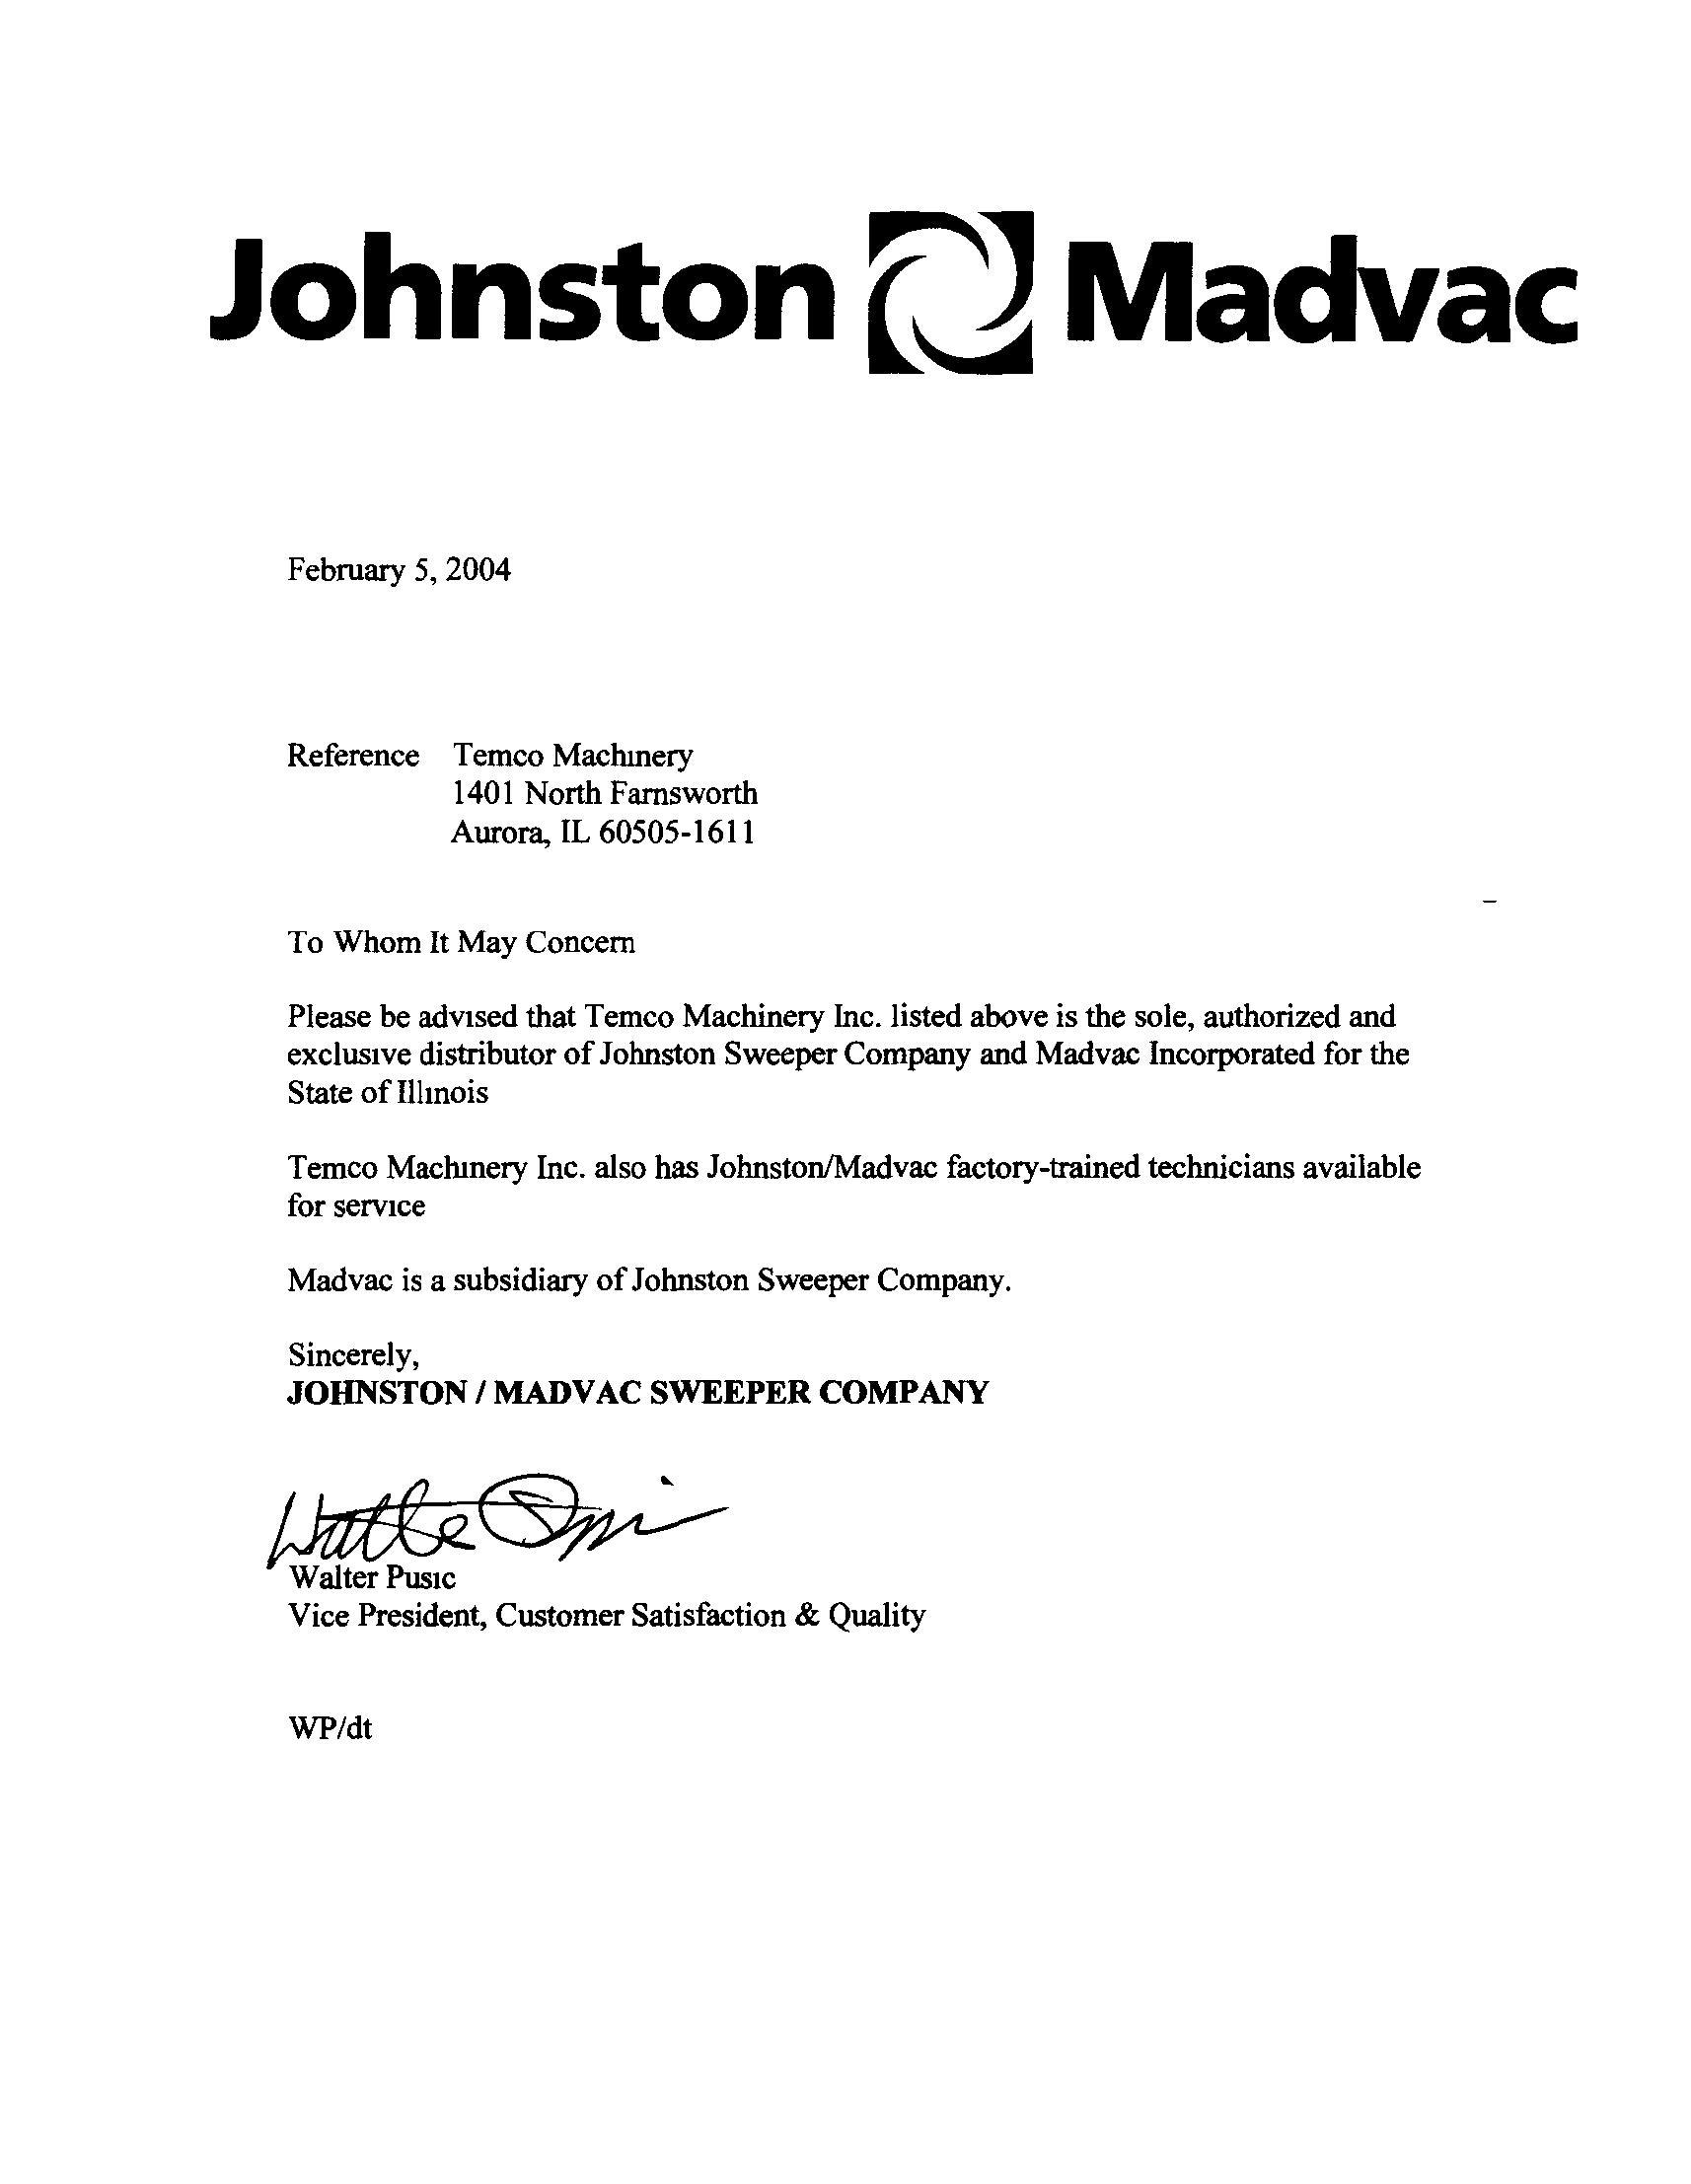 Johnston Madvac
February 5, 2004
Reference Temco Machinery
1401 North Farnsworth
Aurora, IL 60505-1611
To Whom It May Concern
Please be advised that Temco Machinery Inc. listed above is the sole, authorized and
exclusive distributor of Johnston Sweeper Company and Madvac Incorporated for the
State of Illinois
Temco Machinery Inc. also has Johnston/Madvac factory-trained technicians available
for service
Madvac is a subsidiary of Johnston Sweeper Company.
Sincerely,
JOHNSTON / MADVAC SWEEPER COMPANY
Walter Pusic
Walter Pusic
Vice President, Customer Satisfaction & Quality
WP/dt